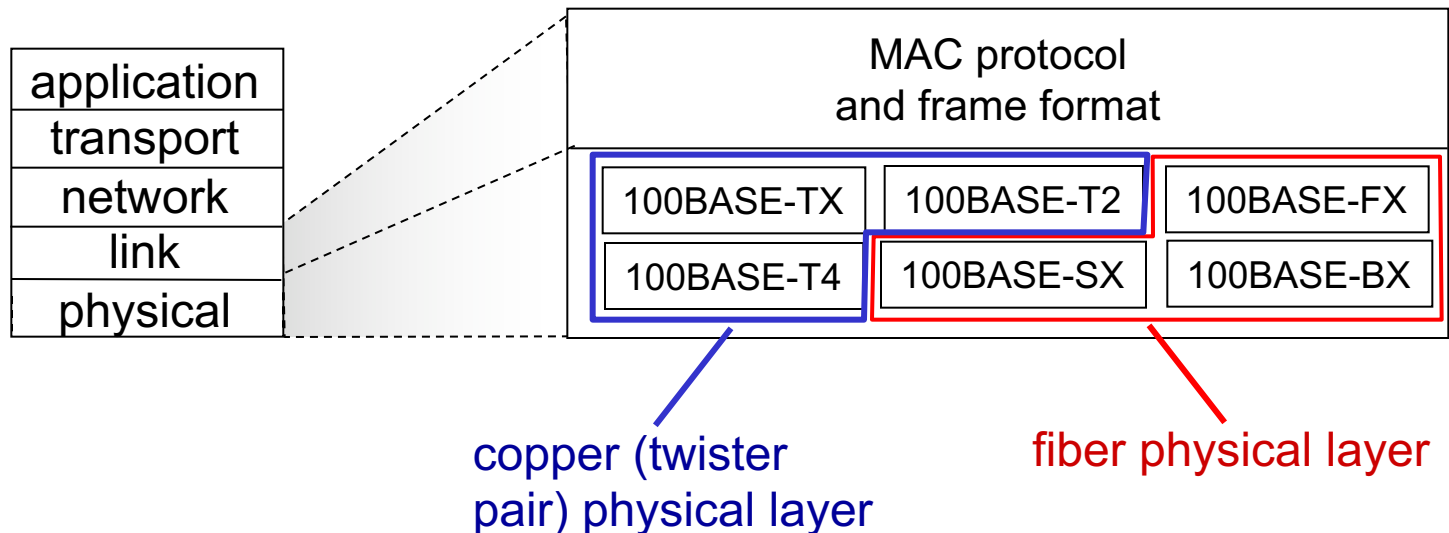 application
transport
network
link
physical
MAC protocol
and frame format
100BASE-TX
100BASE-T2
100BASE-FX
100BASE-T4
100BASE-SX
100BASE-BX
copper (twister
pair) physical layer
fiber physical layer